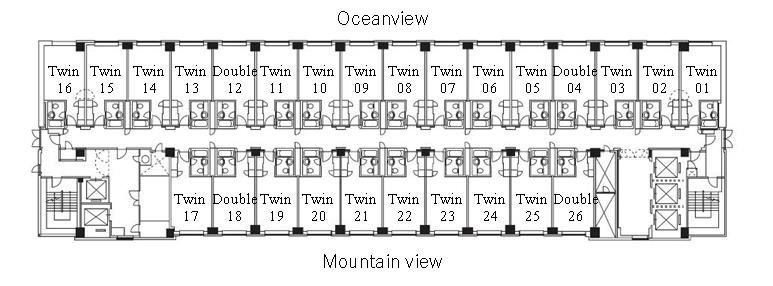 Oceanview
Twin Twin Twin Twin Double Twin Twin Twin Twin Twin Twin Twin Double Twin Twin Twin
16 15 14 13 12 11 10 09 08 07 06 05 04 03 02 01
Twin Double Twin Twin Twin Twin Twin Twin Twin Double
17 18 19 20 21 22 23 24 25 26
Mountain view